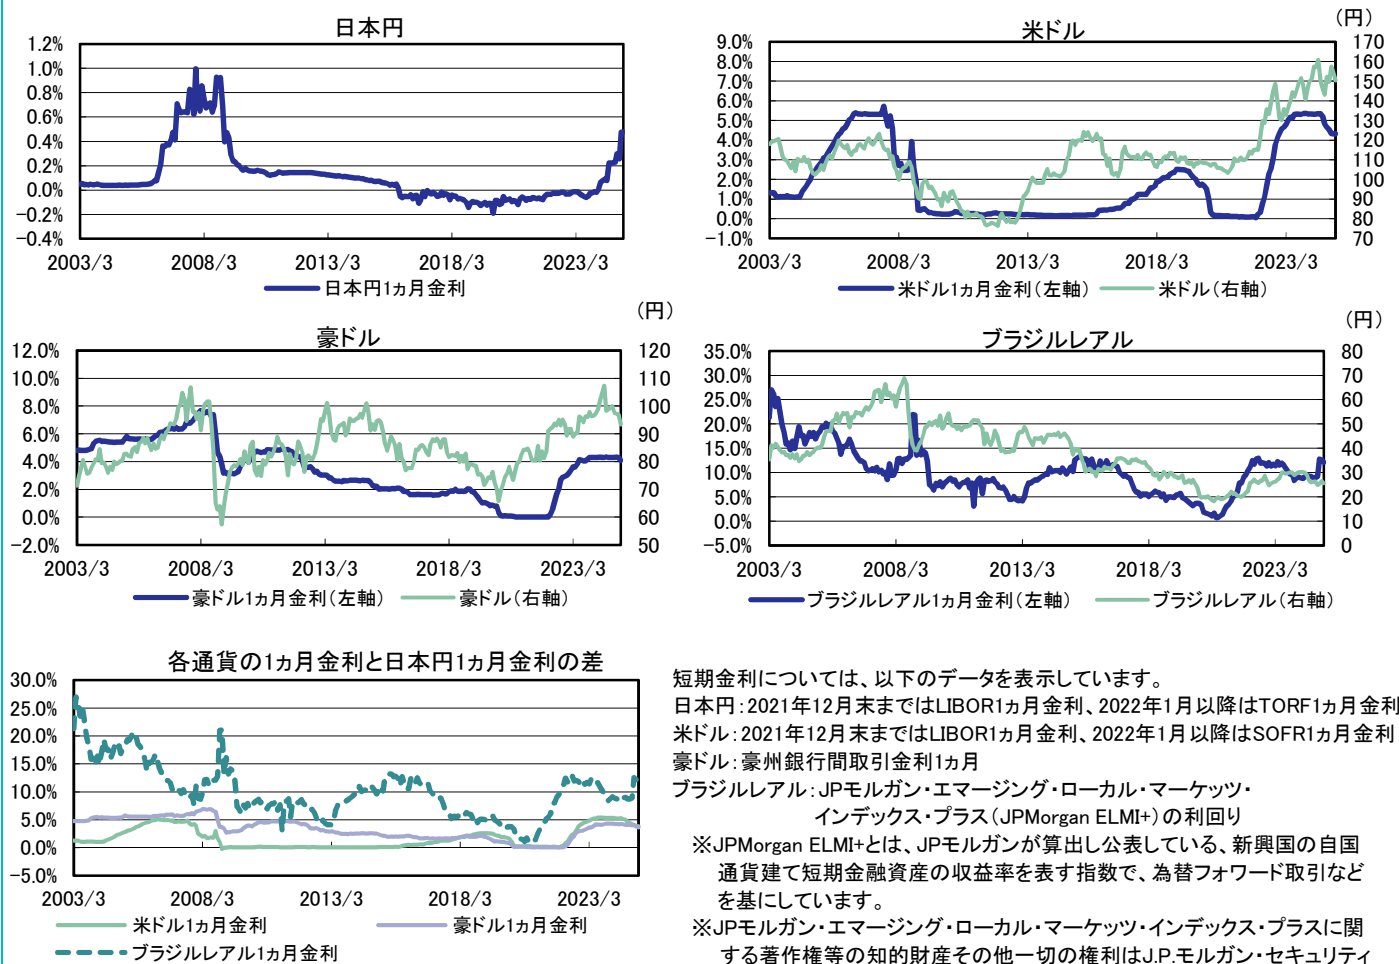 日本円
1.2%
1.0%
0.8%
0.6%
0.4%
0.2%
0.0%
−0.2%
−0.4%
2003/3 2008/3 2013/3 2018/3 2023/3
日本円1ヵ月金利
米ドル
(円)
9.0%
8.0%
7.0%
6.0%
5.0%
4.0%
3.0%
2.0%
1.0%
0.0%
−1.0%
170
160
150
140
130
120
110
100
90
80
70
2003/3 2008/3 2013/3 2018/3 2023/3
米ドル1ヵ月金利(左軸) 米ドル(右軸)
豪ドル
(円)
12.0%
10.0%
8.0%
6.0%
4.0%
2.0%
0.0%
−2.0%
120
110
100
90
80
70
60
50
2003/3 2008/3 2013/3 2018/3 2023/3
豪ドル1ヵ月金利(左軸) 豪ドル(右軸)
ブラジルレアル
(円)
35.0%
30.0%
25.0%
20.0%
15.0%
10.0%
5.0%
0.0%
−5.0%
80
70
60
50
40
30
20
10
0
2003/3 2008/3 2013/3 2018/3 2023/3
ブラジルレアル1ヵ月金利(左軸) ブラジルレアル(右軸)
各通貨の1ヵ月金利と日本円1ヵ月金利の差
30.0%
25.0%
20.0%
15.0%
10.0%
5.0%
0.0%
−5.0%
2003/3 2008/3 2013/3 2018/3 2023/3
米ドル1ヵ月金利 豪ドル1ヵ月金利
ブラジルレアル1ヵ月金利
短期金利については、以下のデータを表示しています。
日本円:2021年12月末まではLIBOR1ヵ月金利、2022年1月以降はTORF1ヵ月金利
米ドル:2021年12月末まではLIBOR1ヵ月金利、2022年1月以降はSOFR1ヵ月金利
豪ドル:豪州銀行間取引金利1ヵ月
ブラジルレアル:JPモルガン・エマージング・ローカル・マーケッツ・
インデックス・プラス(JPMorgan ELMI+)の利回り
※JPMorgan ELMI+とは、JPモルガンが算出し公表している、新興国の自国
通貨建て短期金融資産の収益率を表す指数で、為替フォワード取引など
を基にしています。
※JPモルガン・エマージング・ローカル・マーケッツ・インデックス・プラスに関
する著作権等の知的財産その他一切の権利はJ.P.モルガン・セキュリティ